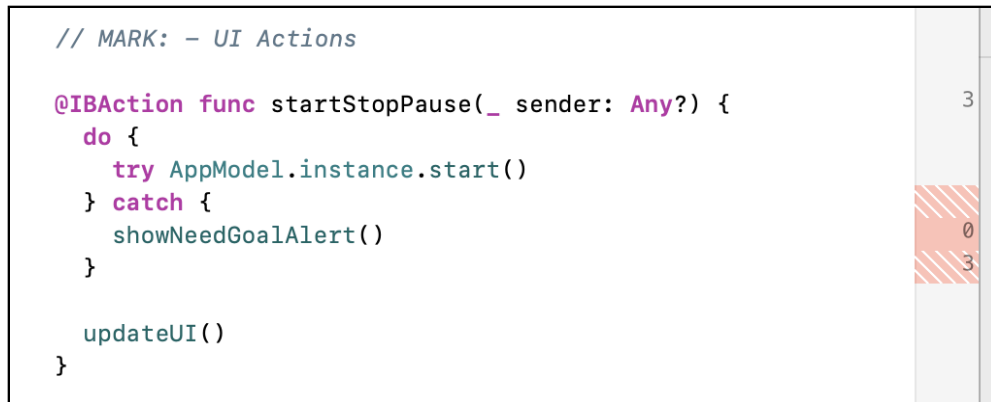 // MARK: – UI Actions
@IBAction func startStopPause(_ sender: Any?) {
3
do {
try AppModel.instance.start()
} catch {
showNeedGoalAlert()
0
}
3
updateUI()
}